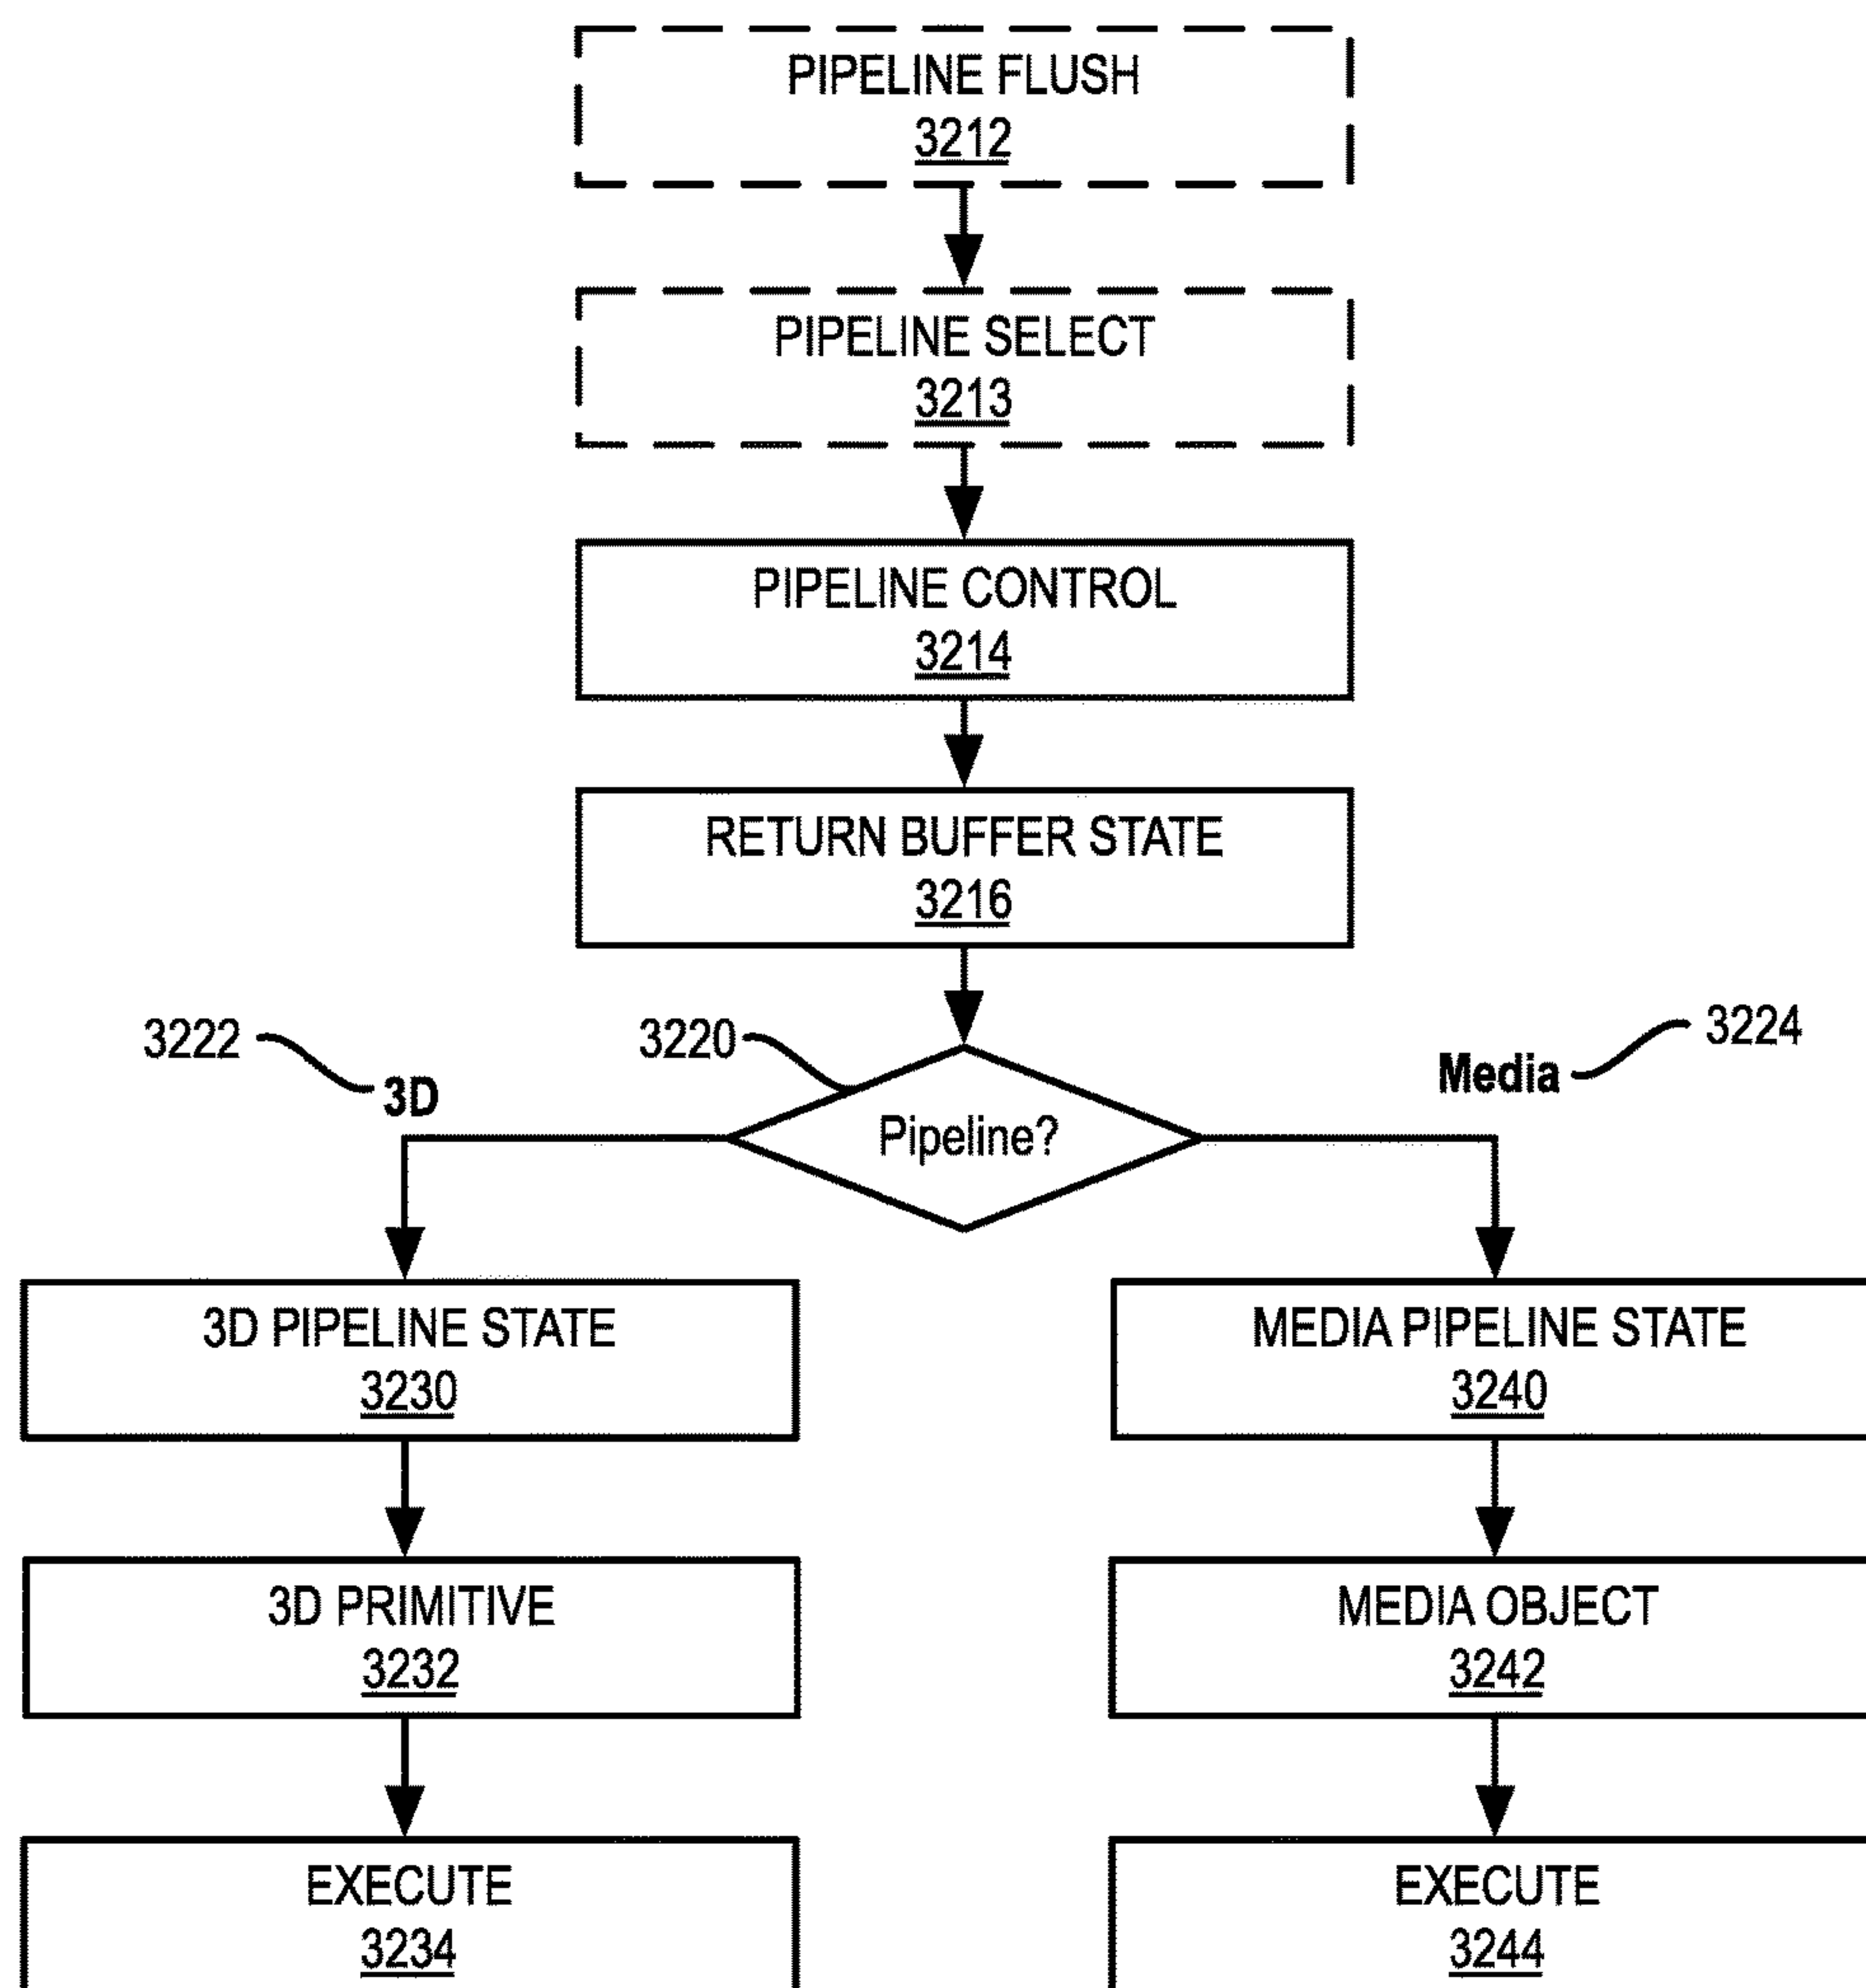 PIPELINE FLUSH
3212
PIPELINE SELECT
3213
PIPELINE CONTROL
3214
RETURN BUFFER STATE
3216
3222
3D
3220
Pipeline?
Media
3224
3D PIPELINE STATE
3230
3D PRIMITIVE
3232
EXECUTE
3234
MEDIA PIPELINE STATE
3240
MEDIA OBJECT
3242
EXECUTE
3244